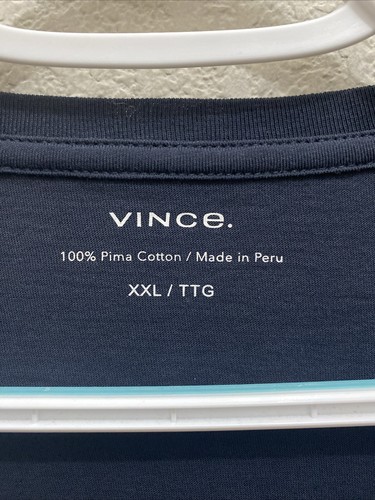 VINCE.
100% Pima Cotton / Made in Peru
XXL / TTG